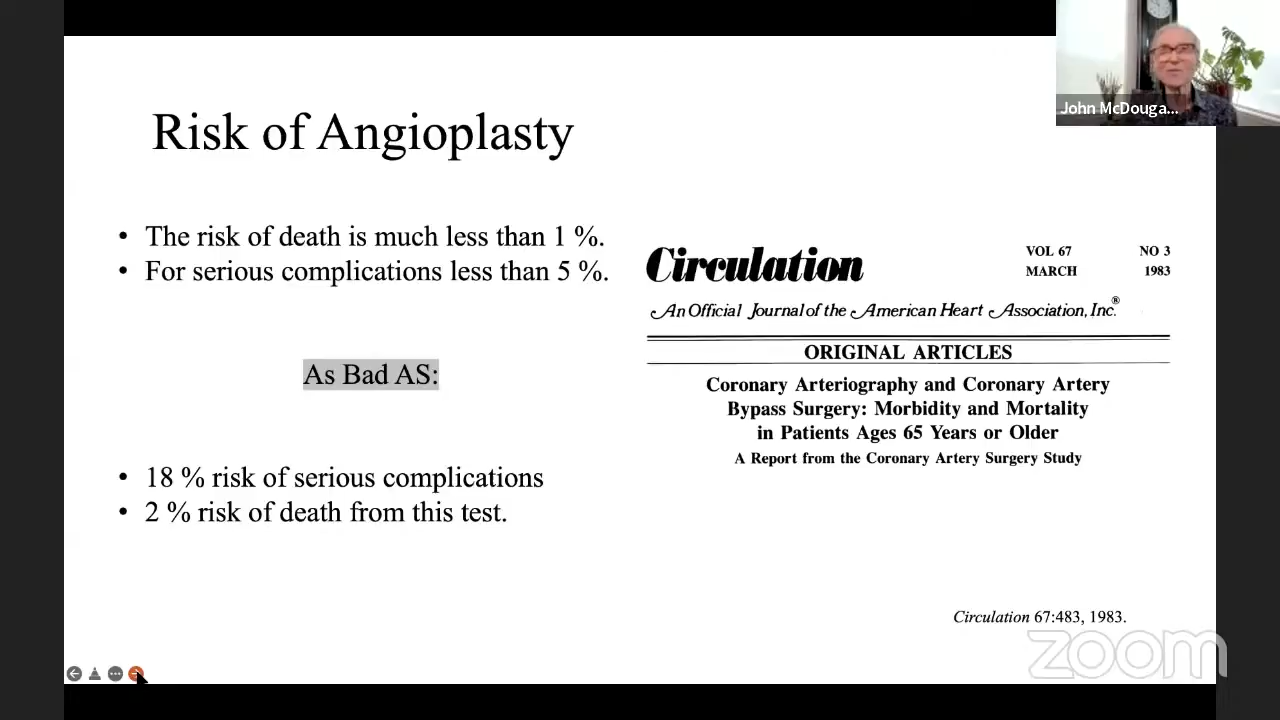 John McDouga...
Risk of Angioplasty
• The risk of death is much less than 1 %.
• For serious complications less than 5 %.
As Bad AS:
• 18 % risk of serious complications
• 2 % risk of death from this test.
Circulation
VOL 67 NO 3
MARCH 1983
An Official Journal of the American Heart Association, Inc.®
ORIGINAL ARTICLES
Coronary Arteriography and Coronary Artery
Bypass Surgery: Morbidity and Mortality
in Patients Ages 65 Years or Older
A Report from the Coronary Artery Surgery Study
Circulation 67:483, 1983.
zoom